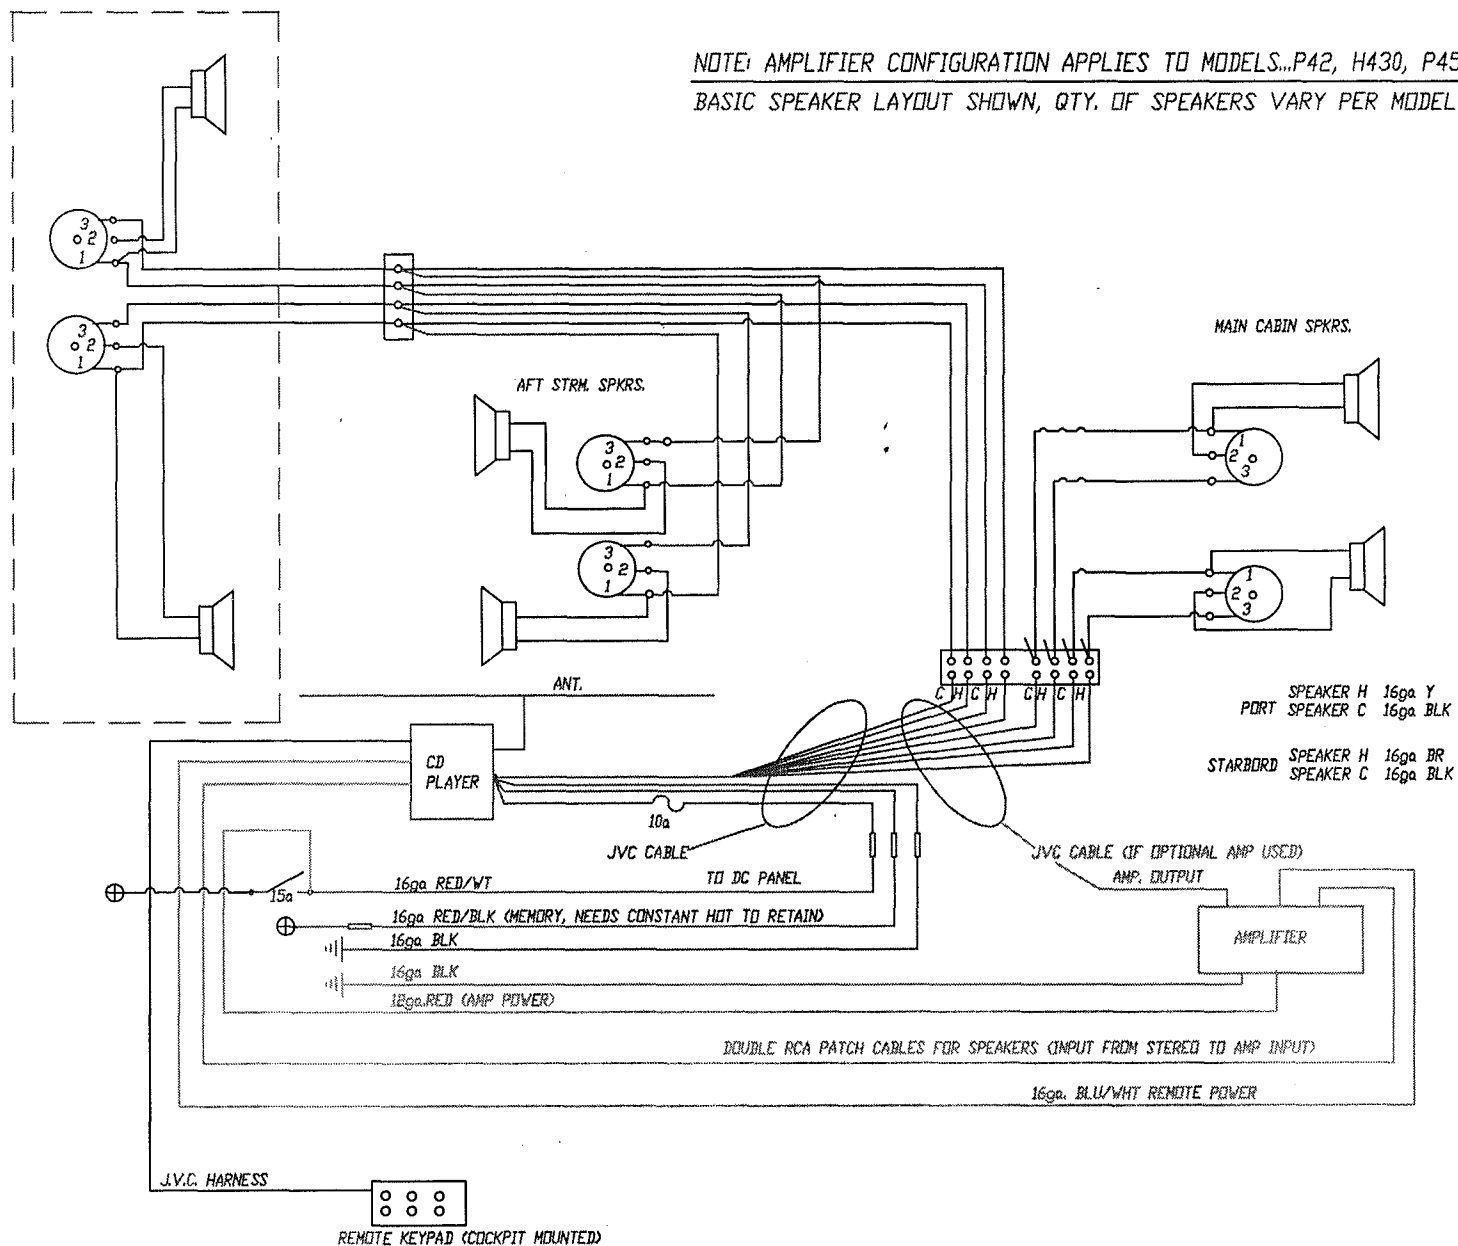 NOTE: AMPLIFIER CONFIGURATION APPLIES TO MODELS...P42, H430, P45
BASIC SPEAKER LAYOUT SHOWN, QTY. OF SPEAKERS VARY PER MODEL
3
2
1
3
2
1
MAIN CABIN SPKRS.
AFT STRM. SPKRS.
3
2
1
1
2
3
3
2
1
1
2
3
ANT.
C H C H C H C H
PORT SPEAKER H 16ga Y
SPEAKER C 16ga BLK
STARBORD SPEAKER H 16ga BR
SPEAKER C 16ga BLK
CD
PLAYER
10a
JVC CABLE
JVC CABLE (IF OPTIONAL AMP USED)
AMP. OUTPUT
15a
16ga RED/WT
TO DC PANEL
16ga RED/BLK (MEMORY, NEEDS CONSTANT HOT TO RETAIN)
16ga BLK
AMPLIFIER
16ga BLK
12ga.RED (AMP POWER)
DOUBLE RCA PATCH CABLES FOR SPEAKERS (INPUT FROM STEREO TO AMP INPUT)
16ga. BLU/WHT REMOTE POWER
J.V.C. HARNESS
REMOTE KEYPAD (COCKPIT MOUNTED)